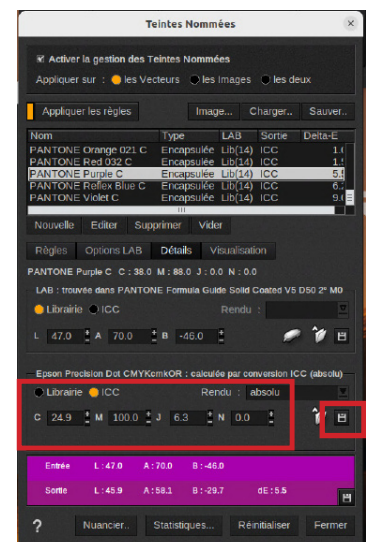 Teintes Nommées
Activer la gestion des Teintes Nommées
Appliquer sur : les Vecteurs les Images les deux
Appliquer les règles Image... Charger.. Sauver..
Nom Type LAB Sortie Delta-E
PANTONE Orange 021 C Encapsulée Lib(14) ICC
PANTONE Red 032 C Encapsulée Lib(14) ICC
PANTONE Purple C Encapsulée Lib(14) ICC
PANTONE Reflex Blue C Encapsulée Lib(14) ICC
PANTONE Violet C Encapsulée Lib(14) ICC
Nouvelle Editer Supprimer Vider
Règles Options LAB Détails Visualisation
PANTONE Purple C C : 38.0 M : 88.0 J : 0.0 N : 0.0
LAB : trouvée dans PANTONE Formula Guide Solid Coated V5 D50 2° M0
Librairie ICC Rendu :
L 47.0 A 70.0 B -46.0
Epson Precision Dot CMYKcmkOR : calculée par conversion ICC (absolu)
Librairie ICC Rendu : absolu
C 24.9 M 100.0 J 6.3 N 0.0
Entrée L : 47.0 A : 70.0 B : -46.0
Sortie L : 45.9 A : 58.1 B : -29.7 dE : 5.5
? Nuancier.. Statistiques... Réinitialiser Fermer